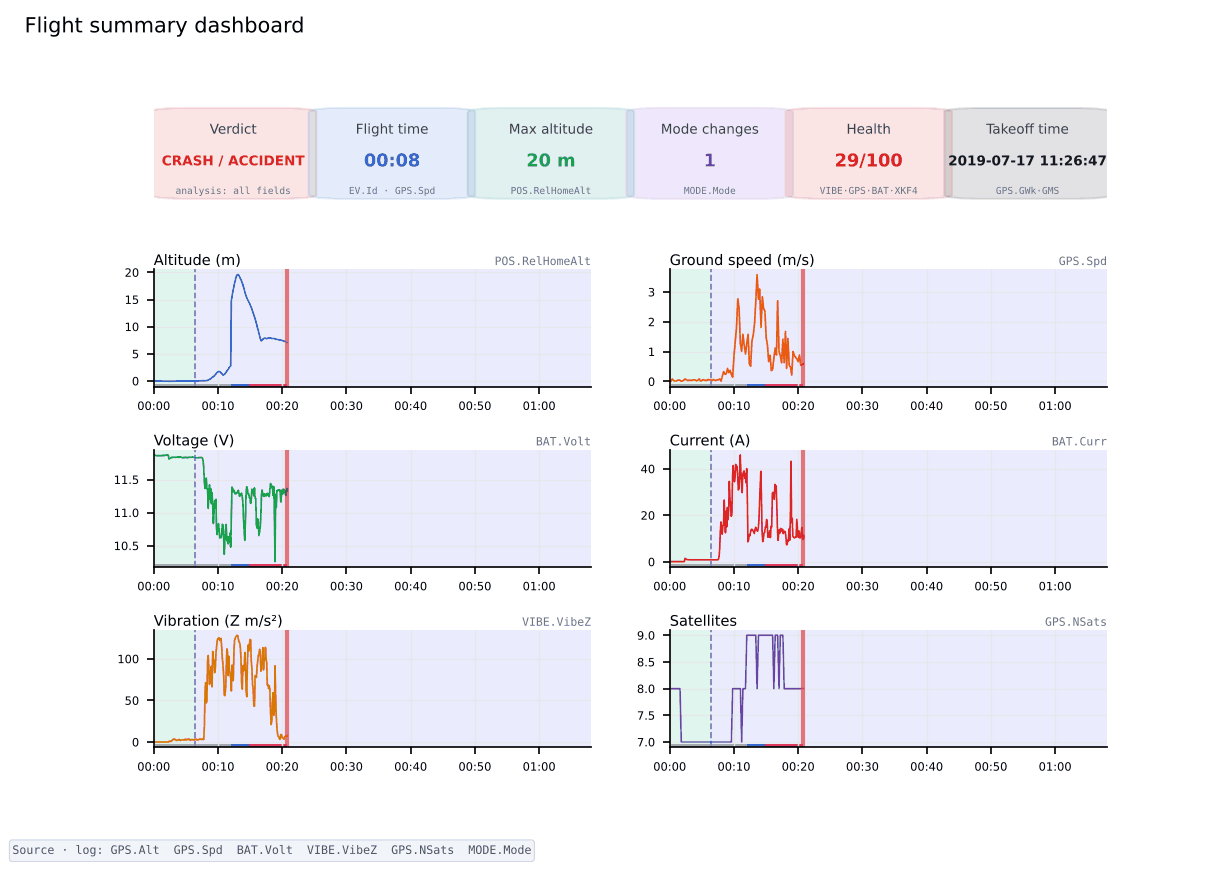 Flight summary dashboard
Verdict
CRASH / ACCIDENT
analysis: all fields
Flight time
00:08
EV.Id · GPS.Spd
Max altitude
20 m
POS.RelHomeAlt
Mode changes
1
MODE.Mode
Health
29/100
VIBE·GPS·BAT·XKF4
Takeoff time
2019-07-17 11:26:47
GPS.GWk·GMS
Altitude (m) POS.RelHomeAlt
20
15
10
5
0
00:00 00:10 00:20 00:30 00:40 00:50 01:00
Ground speed (m/s) GPS.Spd
3
2
1
0
00:00 00:10 00:20 00:30 00:40 00:50 01:00
Voltage (V) BAT.Volt
11.5
11.0
10.5
00:00 00:10 00:20 00:30 00:40 00:50 01:00
Current (A) BAT.Curr
40
20
0
00:00 00:10 00:20 00:30 00:40 00:50 01:00
Vibration (Z m/s²) VIBE.VibeZ
100
50
0
00:00 00:10 00:20 00:30 00:40 00:50 01:00
Satellites GPS.NSats
9.0
8.5
8.0
7.5
7.0
00:00 00:10 00:20 00:30 00:40 00:50 01:00
Source · log: GPS.Alt GPS.Spd BAT.Volt VIBE.VibeZ GPS.NSats MODE.Mode